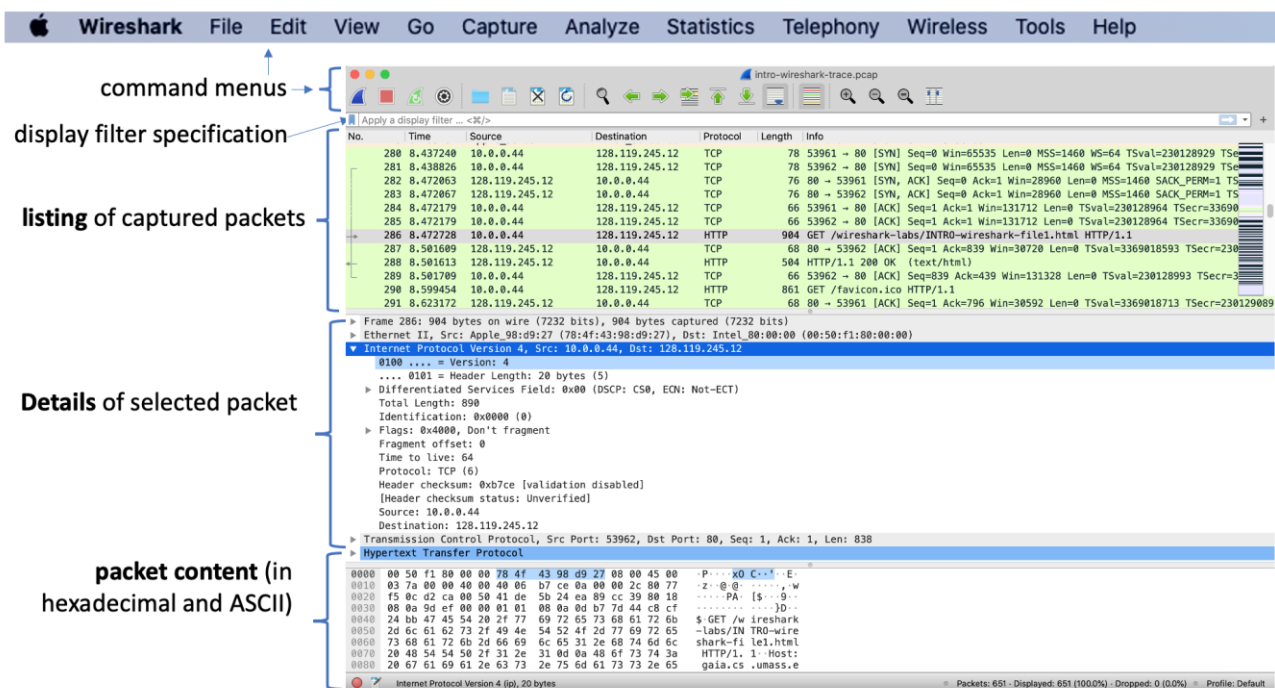 Wireshark File Edit View Go Capture Analyze Statistics Telephony Wireless Tools Help
command menus
intro-wireshark-trace.pcap
display filter specification
Apply a display filter ... <⌘/>
No. Time Source Destination Protocol Length Info
280 8.437240 10.0.0.44 128.119.245.12 TCP 78 53961 → 80 [SYN] Seq=0 Win=65535 Len=0 MSS=1460 WS=64 TSval=230128929 TSe
281 8.438826 10.0.0.44 128.119.245.12 TCP 78 53962 → 80 [SYN] Seq=0 Win=65535 Len=0 MSS=1460 WS=64 TSval=230128929 TSe
282 8.472063 128.119.245.12 10.0.0.44 TCP 76 80 → 53961 [SYN, ACK] Seq=0 Ack=1 Win=28960 Len=0 MSS=1460 SACK_PERM=1 TS
283 8.472067 128.119.245.12 10.0.0.44 TCP 76 80 → 53962 [SYN, ACK] Seq=0 Ack=1 Win=28960 Len=0 MSS=1460 SACK_PERM=1 TS
284 8.472179 10.0.0.44 128.119.245.12 TCP 66 53961 → 80 [ACK] Seq=1 Ack=1 Win=131712 Len=0 TSval=230128964 TSecr=33690
listing of captured packets
285 8.472179 10.0.0.44 128.119.245.12 TCP 66 53962 → 80 [ACK] Seq=1 Ack=1 Win=131712 Len=0 TSval=230128964 TSecr=33690
286 8.472728 10.0.0.44 128.119.245.12 HTTP 904 GET /wireshark-labs/INTRO-wireshark-file1.html HTTP/1.1
287 8.501609 128.119.245.12 10.0.0.44 TCP 68 80 → 53962 [ACK] Seq=1 Ack=839 Win=30720 Len=0 TSval=3369018593 TSecr=230
288 8.501613 128.119.245.12 10.0.0.44 HTTP 504 HTTP/1.1 200 OK (text/html)
289 8.501709 10.0.0.44 128.119.245.12 TCP 66 53962 → 80 [ACK] Seq=839 Ack=439 Win=131328 Len=0 TSval=230128993 TSecr=3
290 8.599454 10.0.0.44 128.119.245.12 HTTP 861 GET /favicon.ico HTTP/1.1
291 8.623172 128.119.245.12 10.0.0.44 TCP 68 80 → 53961 [ACK] Seq=1 Ack=796 Win=30592 Len=0 TSval=3369018713 TSecr=230129089
Frame 286: 904 bytes on wire (7232 bits), 904 bytes captured (7232 bits)
Ethernet II, Src: Apple_98:d9:27 (78:4f:43:98:d9:27), Dst: Intel_80:00:00 (00:50:f1:80:00:00)
Internet Protocol Version 4, Src: 10.0.0.44, Dst: 128.119.245.12
0100 .... = Version: 4
.... 0101 = Header Length: 20 bytes (5)
Differentiated Services Field: 0x00 (DSCP: CS0, ECN: Not-ECT)
Details of selected packet
Total Length: 890
Identification: 0x0000 (0)
Flags: 0x4000, Don't fragment
Fragment offset: 0
Time to live: 64
Protocol: TCP (6)
Header checksum: 0xb7ce [validation disabled]
[Header checksum status: Unverified]
Source: 10.0.0.44
Destination: 128.119.245.12
Transmission Control Protocol, Src Port: 53962, Dst Port: 80, Seq: 1, Ack: 1, Len: 838
Hypertext Transfer Protocol
packet content (in
hexadecimal and ASCII)
0000 00 50 f1 80 00 00 78 4f 43 98 d9 27 08 00 45 00 ·P····xO C··'··E·
0010 03 7a 00 00 40 00 40 06 b7 ce 0a 00 00 2c 80 77 ·z··@·@· ·····,·w
0020 f5 0c d2 ca 00 50 41 de 5b 24 ea 89 cc 39 80 18 ·····PA· [$···9··
0030 08 0a 9d ef 00 00 01 01 08 0a 0d b7 7d 44 c8 cf ········ ····}D··
0040 24 bb 47 45 54 20 2f 77 69 72 65 73 68 61 72 6b $·GET /w ireshark
0050 2d 6c 61 62 73 2f 49 4e 54 52 4f 2d 77 69 72 65 -labs/IN TRO-wire
0060 73 68 61 72 6b 2d 66 69 6c 65 31 2e 68 74 6d 6c shark-fi le1.html
0070 20 48 54 54 50 2f 31 2e 31 0d 0a 48 6f 73 74 3a HTTP/1. 1··Host:
0080 20 67 61 69 61 2e 63 73 2e 75 6d 61 73 73 2e 65 gaia.cs .umass.e
Internet Protocol Version 4 (ip), 20 bytes Packets: 651 · Displayed: 651 (100.0%) · Dropped: 0 (0.0%) Profile: Default